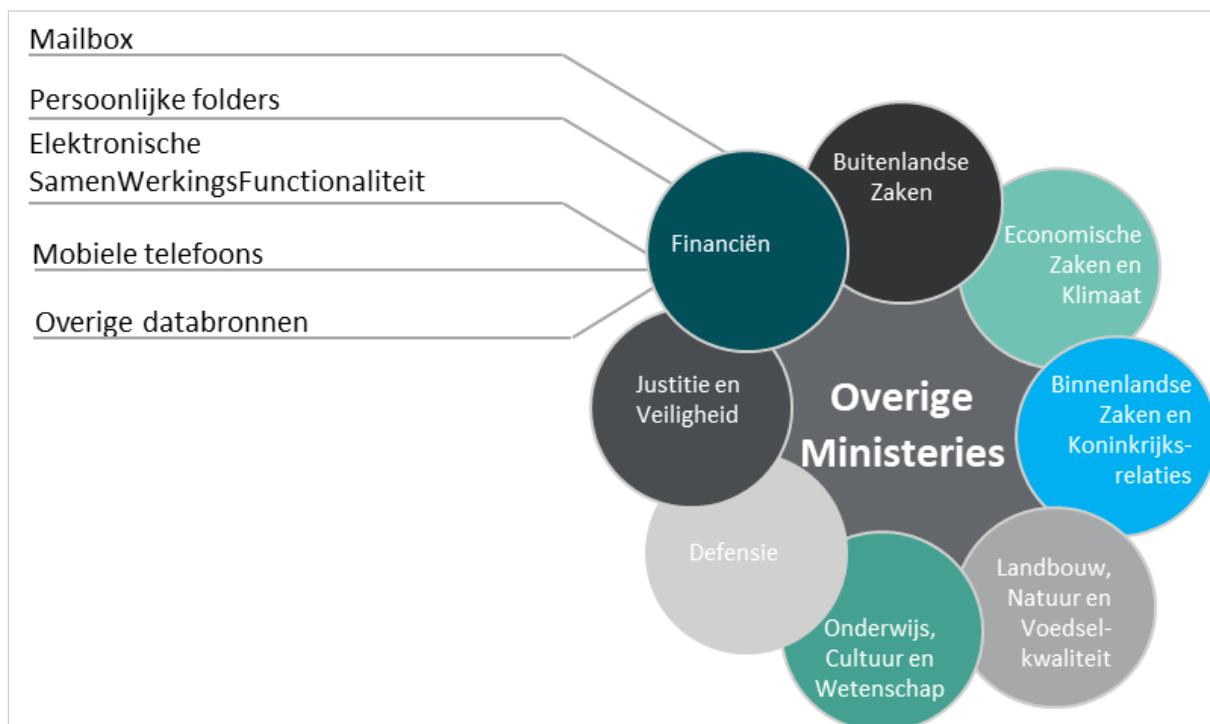 Mailbox
Persoonlijke folders
Elektronische
SamenWerkingsFunctionaliteit
Mobiele telefoons
Overige databronnen
Financiën
Buitenlandse
Zaken
Economische
Zaken en
Klimaat
Binnenlandse
Zaken en
Koninkrijks-
relaties
Landbouw,
Natuur en
Voedsel-
kwaliteit
Onderwijs,
Cultuur en
Wetenschap
Defensie
Justitie en
Veiligheid
Overige
Ministeries